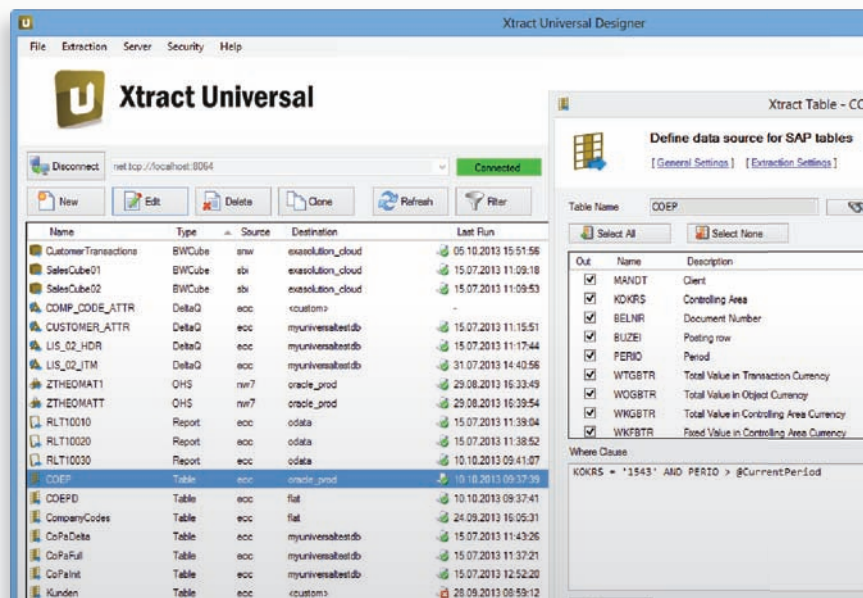 U
Xtract Universal Designer
File Extraction Server Security Help
U Xtract Universal
Disconnect net.tcp://localhost:8064 Connected
New Edit Delete Clone Refresh Filter
Name Type Source Destination Last Run
CustomerTransactions BWCube snw exasolution_cloud 05.10.2013 15:51:56
SalesCube01 BWCube sbi exasolution_cloud 15.07.2013 11:09:18
SalesCube02 BWCube sbi exasolution_cloud 15.07.2013 11:09:53
COMP_CODE_ATTR DeltaQ ecc <custom> -
CUSTOMER_ATTR DeltaQ ecc myuniversaltestdb 15.07.2013 11:15:51
LIS_02_HDR DeltaQ ecc myuniversaltestdb 15.07.2013 11:17:44
LIS_02_ITM DeltaQ ecc myuniversaltestdb 31.07.2013 14:40:56
ZTHEOMAT1 OHS nw7 oracle_prod 29.08.2013 16:33:49
ZTHEOMATT OHS nw7 oracle_prod 29.08.2013 16:39:54
RLT10010 Report ecc odata 15.07.2013 11:39:04
RLT10020 Report ecc odata 15.07.2013 11:38:52
RLT10030 Report ecc odata 10.10.2013 09:41:07
COEP Table ecc oracle_prod 10.10.2013 09:37:39
COEPD Table ecc flat 10.10.2013 09:37:41
CompanyCodes Table ecc flat 24.09.2013 16:05:31
CoPaDelta Table ecc myuniversaltestdb 15.07.2013 11:43:26
CoPaFull Table ecc myuniversaltestdb 15.07.2013 11:37:21
CoPaInit Table ecc myuniversaltestdb 15.07.2013 12:52:20
Kunden Table ecc <custom> 28.09.2013 08:59:12
Xtract Table - CO
Define data source for SAP tables
[ General Settings ] [ Extraction Settings ]
Table Name COEP
Select All Select None
Out Name Description
MANDT Client
KOKRS Controlling Area
BELNR Document Number
BUZEI Posting row
PERIO Period
WTGBTR Total Value in Transaction Currency
WOGBTR Total Value in Object Currency
WKGBTR Total Value in Controlling Area Currency
WKFBTR Fixed Value in Controlling Area Currency
Where Clause
KOKRS = '1543' AND PERIO > @CurrentPeriod